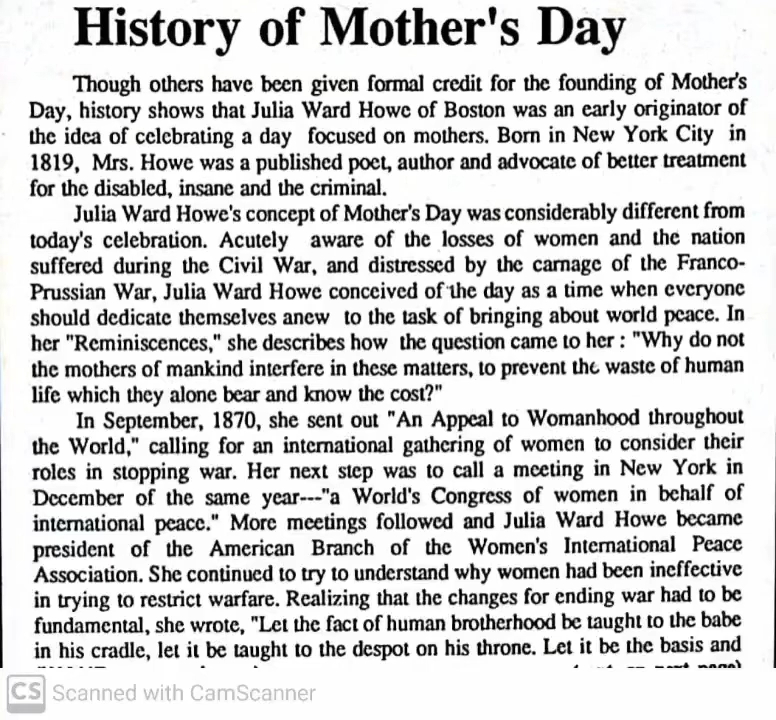 History of Mother's Day
Though others have been given formal credit for the founding of Mother's
Day, history shows that Julia Ward Howe of Boston was an early originator of
the idea of celebrating a day focused on mothers. Born in New York City in
1819, Mrs. Howe was a published poet, author and advocate of better treatment
for the disabled, insane and the criminal.
Julia Ward Howe's concept of Mother's Day was considerably different from
today's celebration. Acutely aware of the losses of women and the nation
suffered during the Civil War, and distressed by the carnage of the Franco-
Prussian War, Julia Ward Howe conceived of the day as a time when everyone
should dedicate themselves anew to the task of bringing about world peace. In
her "Reminiscences," she describes how the question came to her : "Why do not
the mothers of mankind interfere in these matters, to prevent the waste of human
life which they alone bear and know the cost?"
In September, 1870, she sent out "An Appeal to Womanhood throughout
the World," calling for an international gathering of women to consider their
roles in stopping war. Her next step was to call a meeting in New York in
December of the same year---"a World's Congress of women in behalf of
international peace." More meetings followed and Julia Ward Howe became
president of the American Branch of the Women's International Peace
Association. She continued to try to understand why women had been ineffective
in trying to restrict warfare. Realizing that the changes for ending war had to be
fundamental, she wrote, "Let the fact of human brotherhood be taught to the babe
in his cradle, let it be taught to the despot on his throne. Let it be the basis and
CS Scanned with CamScanner